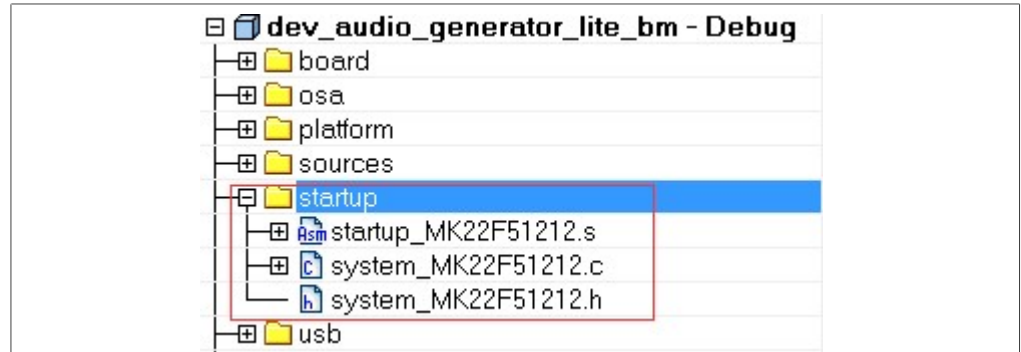 dev_audio_generator_lite_bm - Debug
board
osa
platform
sources
startup
Asm startup_MK22F51212.s
c system_MK22F51212.c
h system_MK22F51212.h
usb